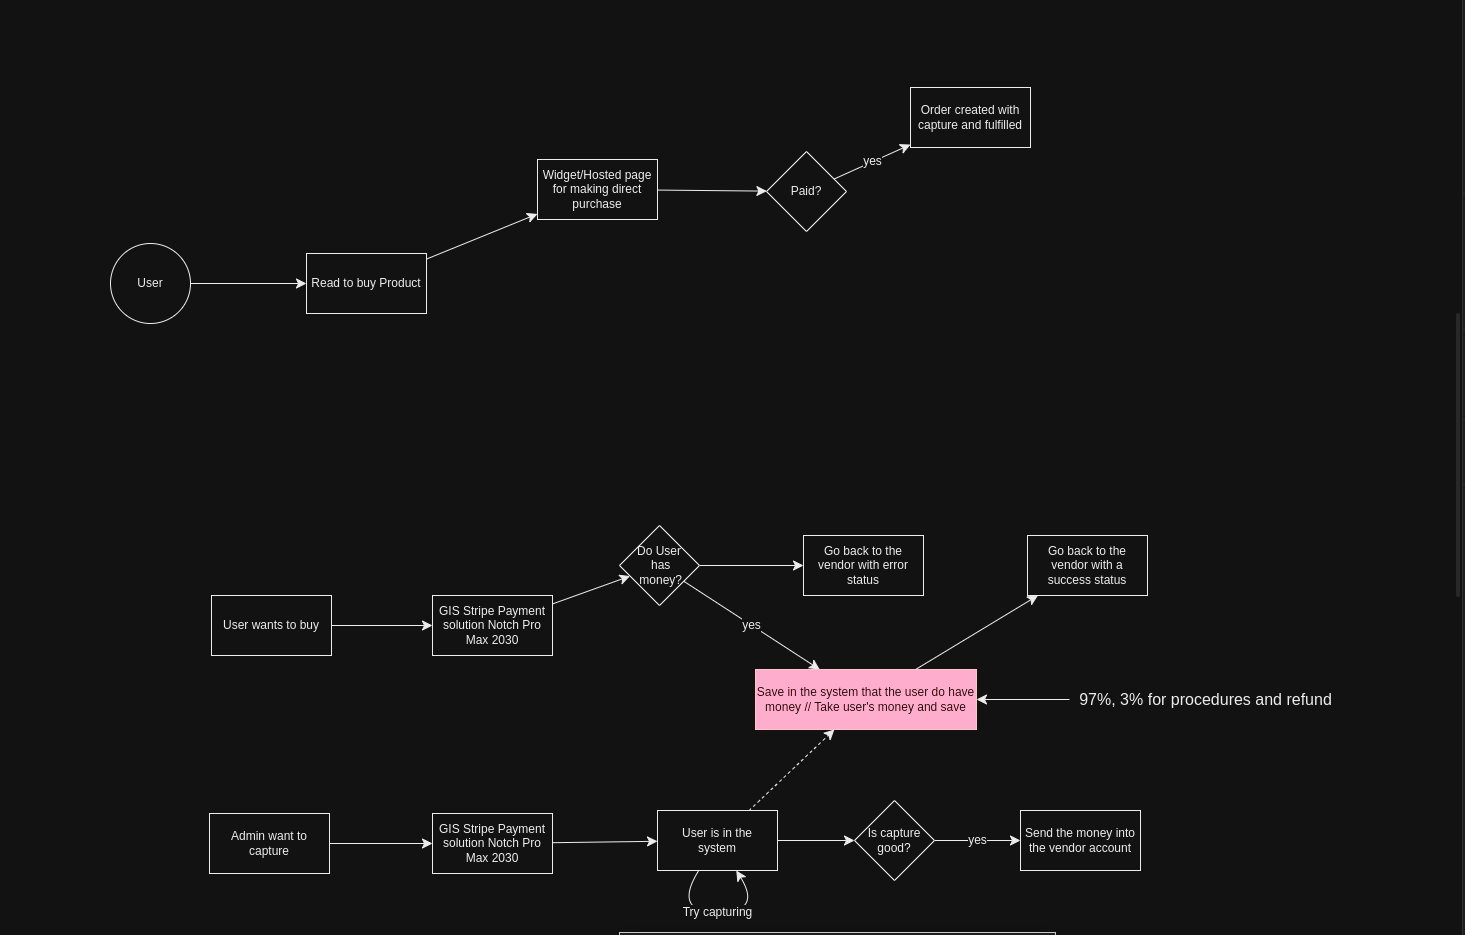 Order created with
capture and fulfilled
yes
Widget/Hosted page
for making direct
purchase
Paid?
User
Read to buy Product
Do User
has
money?
Go back to the
vendor with error
status
Go back to the
vendor with a
success status
User wants to buy
GIS Stripe Payment
solution Notch Pro
Max 2030
yes
Save in the system that the user do have
money // Take user's money and save
97%, 3% for procedures and refund
Admin want to
capture
GIS Stripe Payment
solution Notch Pro
Max 2030
User is in the
system
Is capture
good?
yes
Send the money into
the vendor account
Try capturing